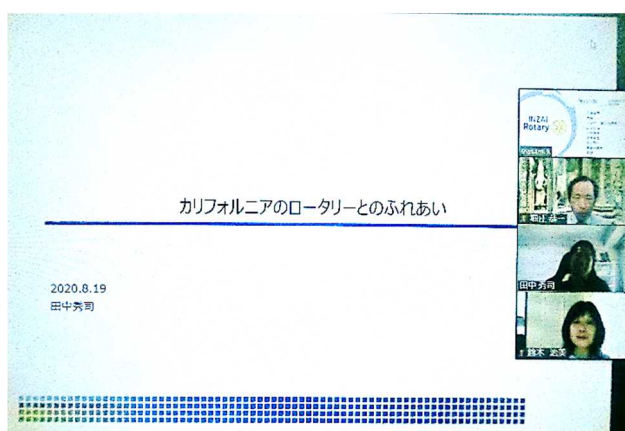 カリフォルニアのロータリーとのふれあい
2020.8.19
田中秀司
INZAI
Rotary
田中秀司